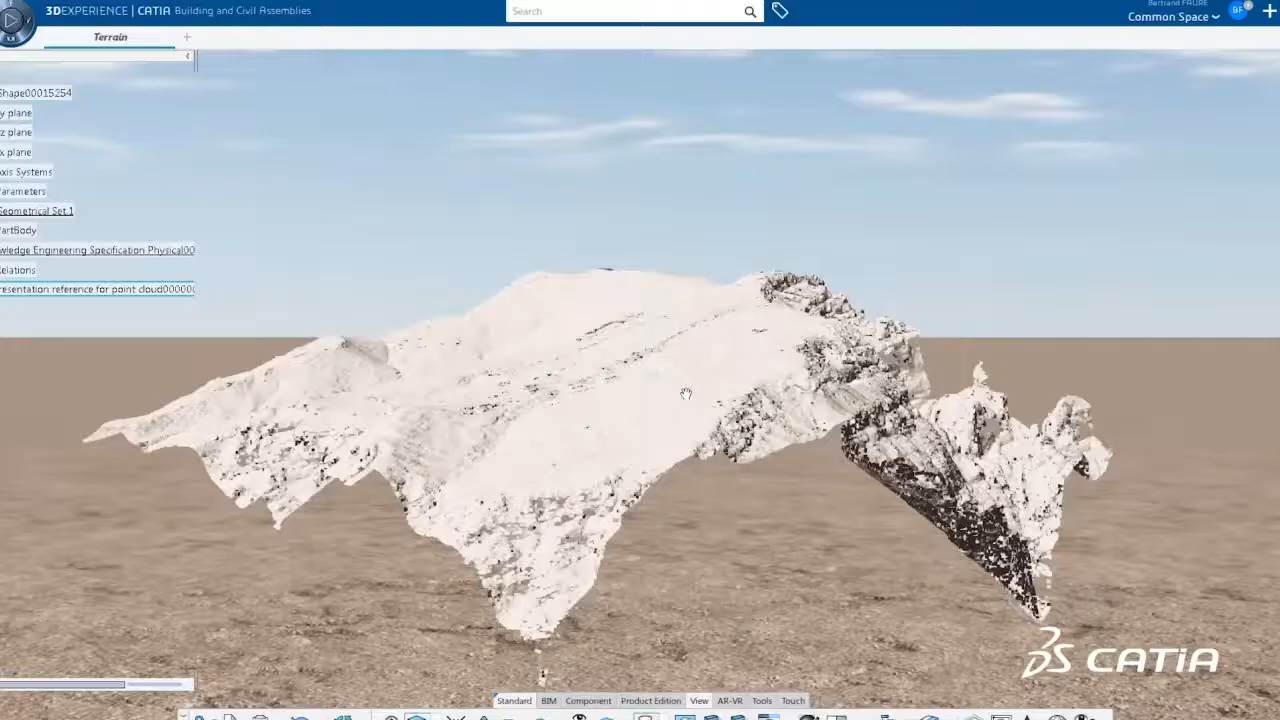 3DEXPERIENCE | CATIA Building and Civil Assemblies
Search
Bertrand FAURE
Common Space
BF
Terrain
Shape00015254
y plane
z plane
x plane
Axis Systems
Parameters
Geometrical Set.1
PartBody
wledge Engineering Specification Physical00
Relations
resentation reference for point cloud00000
CATIA
Standard BIM Component Product Edition View AR-VR Tools Touch